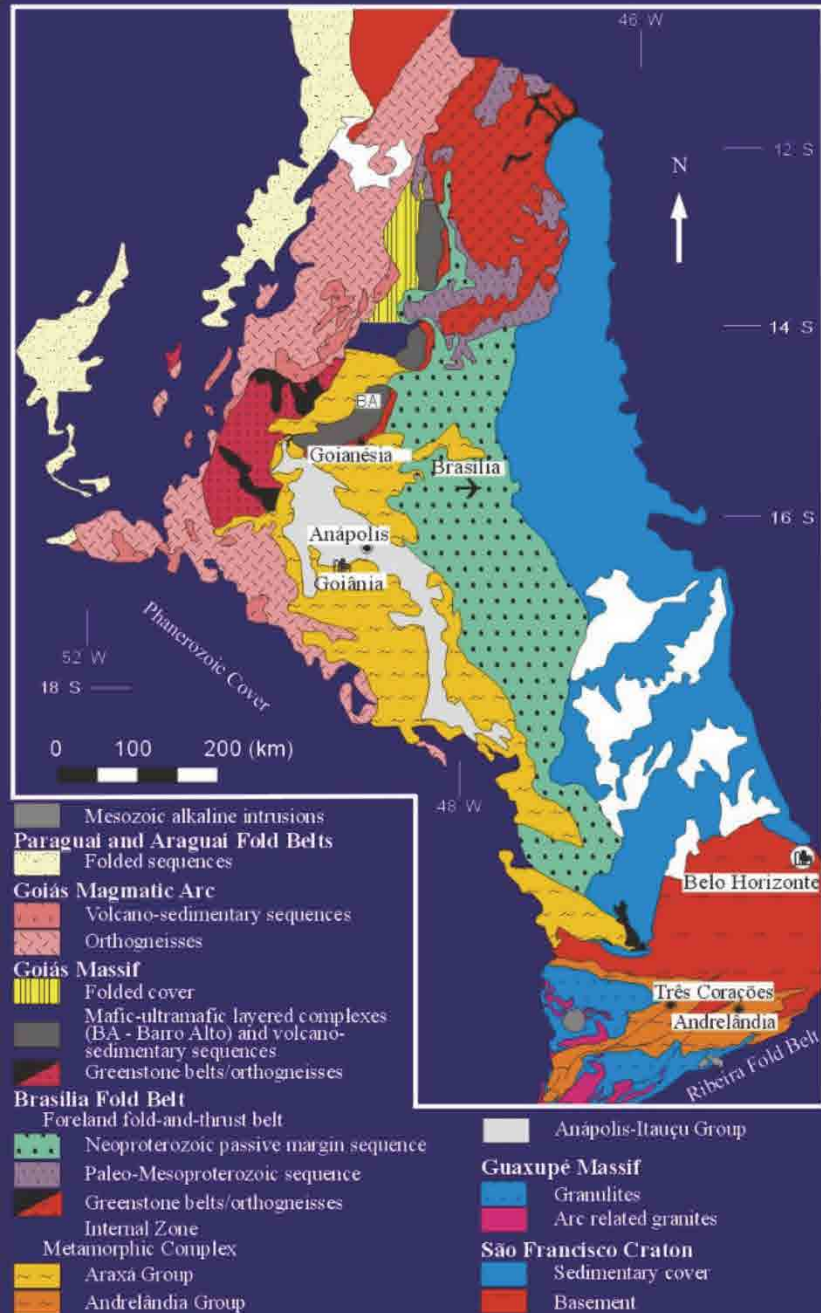 46 W
12 S
N
14 S
B.A.
Goianésia
Brasília
16 S
Anápolis
Goiânia
Phanerozoic Cover
52 W
18 S
0 100 200 (km)
48 W
Belo Horizonte
Três Corações
Andrelândia
Ribeira Fold Belt
Mesozoic alkaline intrusions
Paraguai and Araguai Fold Belts
Folded sequences
Goiás Magmatic Arc
Volcano-sedimentary sequences
Orthogneisses
Goiás Massif
Folded cover
Mafic-ultramafic layered complexes
(BA - Barro Alto) and volcano-
sedimentary sequences
Greenstone belts/orthogneisses
Brasilia Fold Belt
Foreland fold-and-thrust belt
Neoproterozoic passive margin sequence
Paleo-Mesoproterozoic sequence
Greenstone belts/orthogneisses
Internal Zone
Metamorphic Complex
Araxá Group
Andrelândia Group
Anápolis-Itauçu Group
Guaxupé Massif
Granulites
Arc related granites
São Francisco Craton
Sedimentary cover
Basement